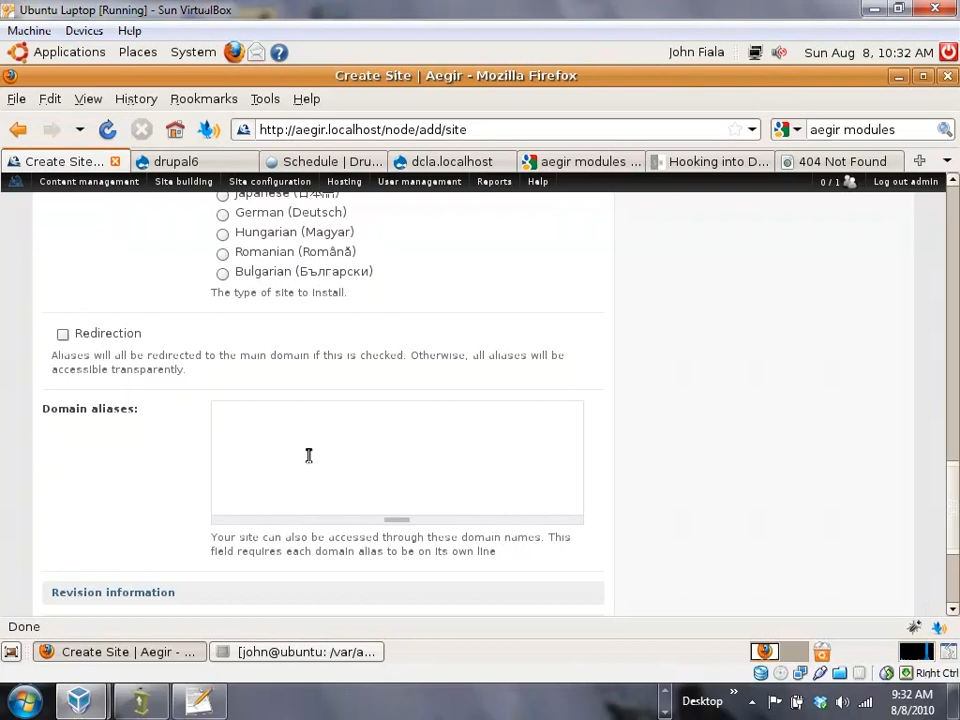 Ubuntu Laptop [Running] - Sun VirtualBox
Machine Devices Help
Applications Places System John Fiala Sun Aug 8, 10:32 AM
Create Site | Aegir - Mozilla Firefox
File Edit View History Bookmarks Tools Help
http://aegir.localhost/node/add/site aegir modules
Create Site... drupal6 Schedule | Dru... dcla.localhost aegir modules ... Hooking into D... 404 Not Found
Content management Site building Site configuration Hosting User management Reports Help 0 / 1 Log out admin
Japanese (日本語)
German (Deutsch)
Hungarian (Magyar)
Romanian (Română)
Bulgarian (Български)
The type of site to install.
Redirection
Aliases will all be redirected to the main domain if this is checked. Otherwise, all aliases will be
accessible transparently.
Domain aliases:
Your site can also be accessed through these domain names. This
field requires each domain alias to be on its own line
Revision information
Done
Create Site | Aegir - ... [john@ubuntu: /var/a...
Right Ctrl
Desktop » 9:32 AM
8/8/2010